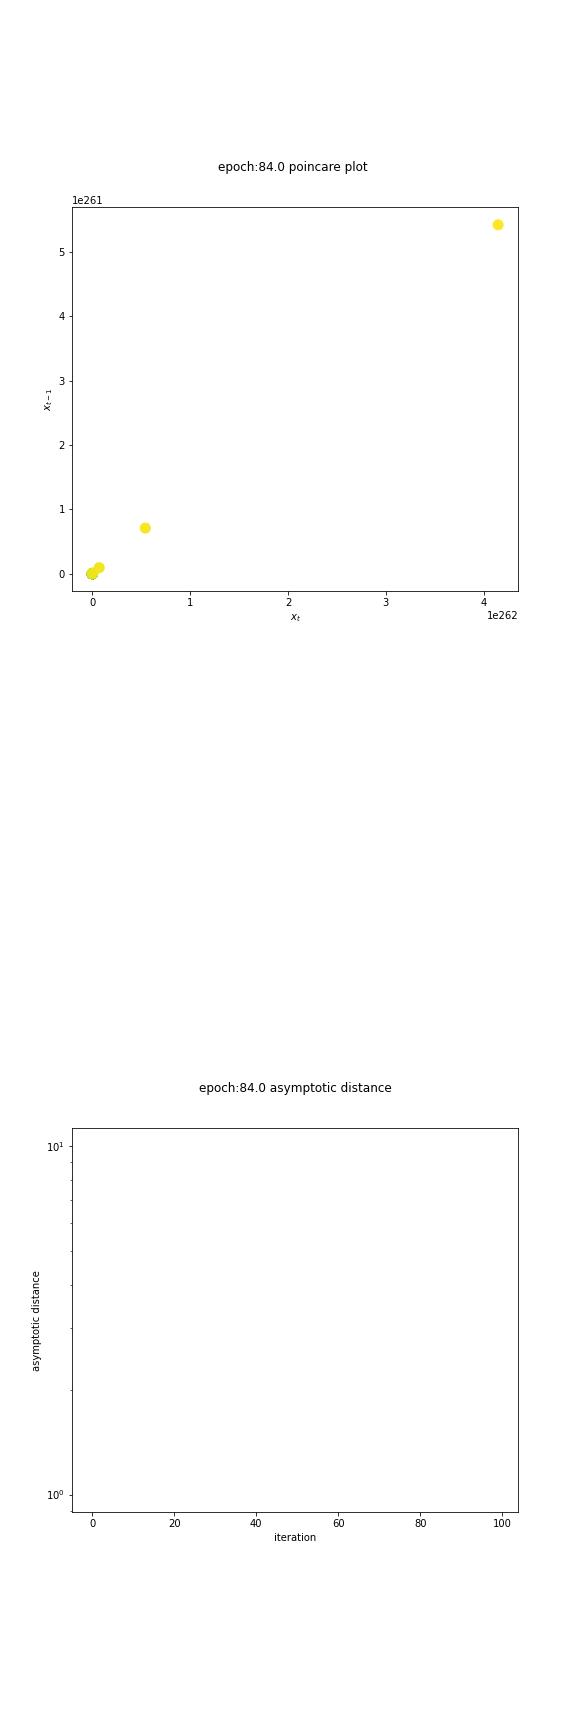 epoch:84.0 poincare plot
1e261
5
4
3
2
1
0
x_{t-1}
0 1 2 3 4
x_t
1e262
epoch:84.0 asymptotic distance
10^1
10^0
asymptotic distance
0 20 40 60 80 100
iteration